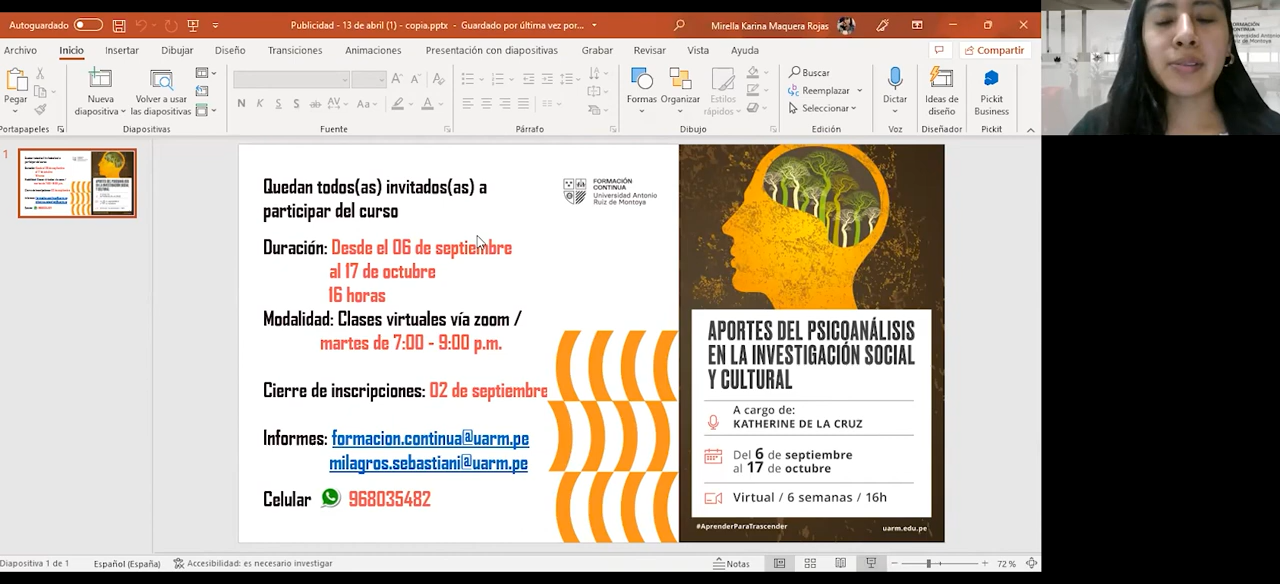 Autoguardado
Publicidad - 13 de abril (1) - copia.pptx - Guardado por última vez por...
Mirella Karina Maquera Rojas
Archivo
Inicio
Insertar
Dibujar
Diseño
Transiciones
Animaciones
Presentación con diapositivas
Grabar
Revisar
Vista
Ayuda
Compartir
Pegar
Nueva
diapositiva
Volver a usar
las diapositivas
N K S S ab AV Aa A
Formas
Organizar
Estilos
rápidos
Buscar
Reemplazar
Seleccionar
Dictar
Ideas de
diseño
Pickit
Business
Portapapeles
Diapositivas
Fuente
Párrafo
Dibujo
Edición
Voz
Diseñador
Pickit
1
Quedan todos(as) invitados(as) a
participar del curso
Duración: Desde el 06 de septiembre
al 17 de octubre
16 horas
Modalidad: Clases virtuales vía zoom /
martes de 7:00 - 9:00 p.m.
Cierre de inscripciones: 02 de septiembre
Informes: formacion.continua@uarm.pe
milagros.sebastiani@uarm.pe
Celular 968035482
FORMACIÓN
CONTINUA
Universidad Antonio
Ruiz de Montoya
APORTES DEL PSICOANÁLISIS
EN LA INVESTIGACIÓN SOCIAL
Y CULTURAL
A cargo de:
KATHERINE DE LA CRUZ
Del 6 de septiembre
al 17 de octubre
Virtual / 6 semanas / 16h
#AprenderParaTrascender
uarm.edu.pe
Diapositiva 1 de 1
Español (España)
Accesibilidad: es necesario investigar
Notas
72 %